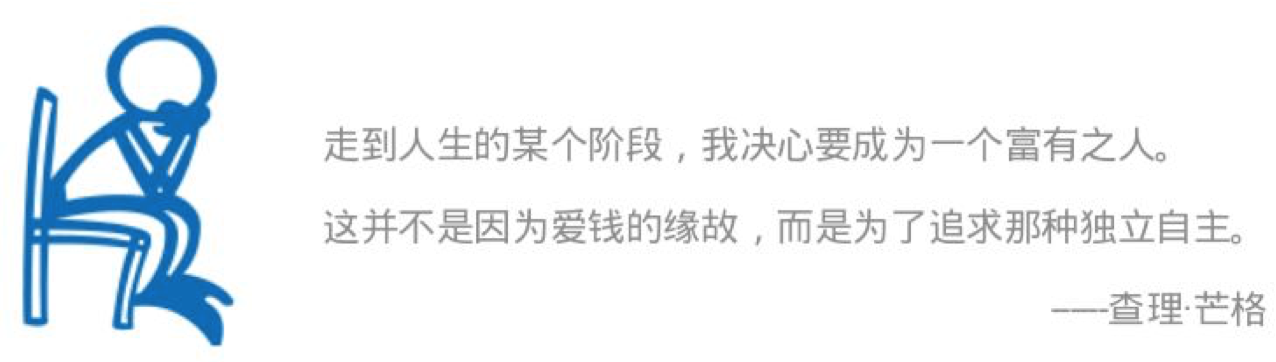 走到人生的某个阶段，我决心要成为一个富有之人。
这并不是因为爱钱的缘故，而是为了追求那种独立自主。
——-查理·芒格